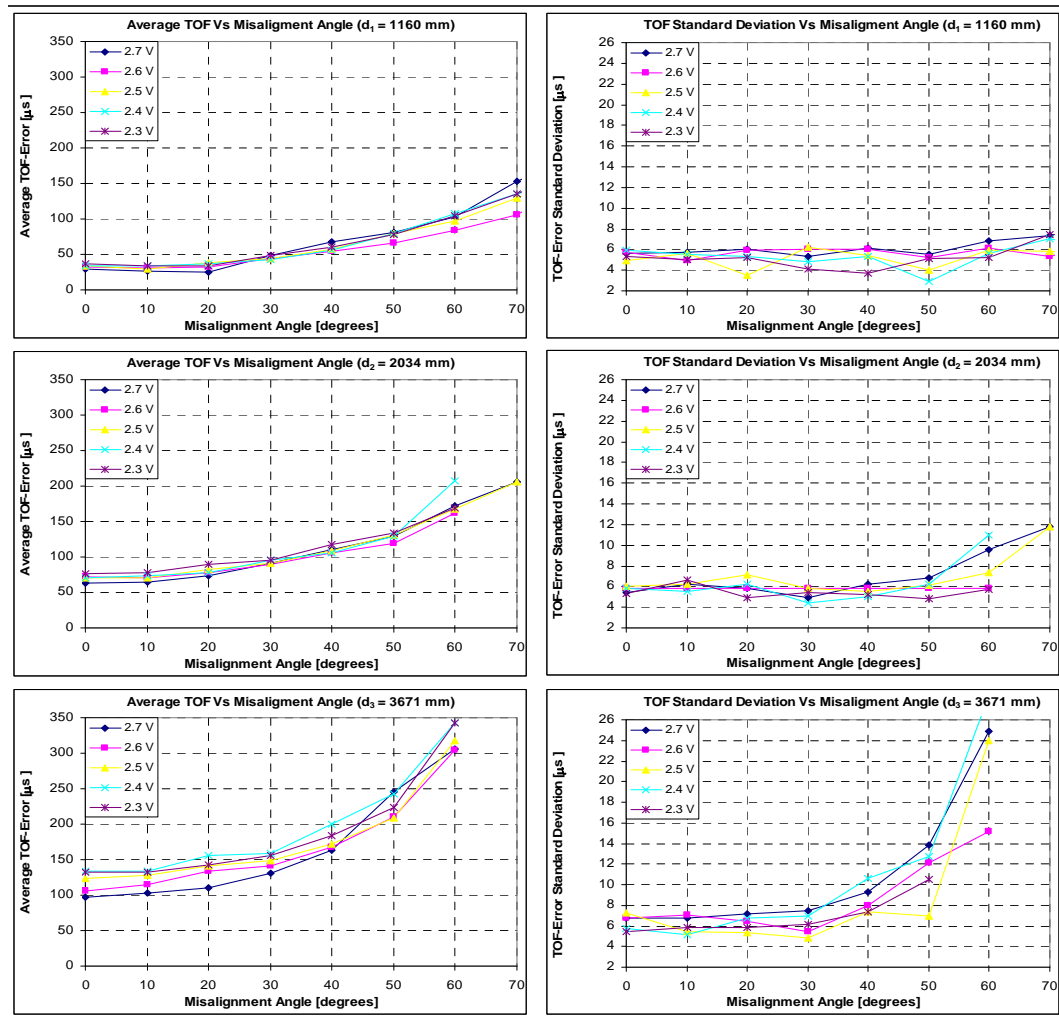 Average TOF Vs Misaligment Angle (d1 = 1160 mm)
Average TOF-Error [µs ]
350
300
250
200
150
100
50
0
2.7 V
2.6 V
2.5 V
2.4 V
2.3 V
0 10 20 30 40 50 60 70
Misalignment Angle [degrees]
TOF Standard Deviation Vs Misaligment Angle (d1 = 1160 mm)
TOF-Error Standard Deviation [µs]
26
24
22
20
18
16
14
12
10
8
6
4
2
2.7 V
2.6 V
2.5 V
2.4 V
2.3 V
0 10 20 30 40 50 60 70
Misalignment Angle [degrees]
Average TOF Vs Misaligment Angle (d2 = 2034 mm)
Average TOF-Error [µs ]
350
300
250
200
150
100
50
0
2.7 V
2.6 V
2.5 V
2.4 V
2.3 V
0 10 20 30 40 50 60 70
Misalignment Angle [degrees]
TOF Standard Deviation Vs Misaligment Angle (d2 = 2034 mm)
TOF-Error Standard Deviation [µs]
26
24
22
20
18
16
14
12
10
8
6
4
2
2.7 V
2.6 V
2.5 V
2.4 V
2.3 V
0 10 20 30 40 50 60 70
Misalignment Angle [degrees]
Average TOF Vs Misaligment Angle (d3 = 3671 mm)
Average TOF-Error [µs ]
350
300
250
200
150
100
50
0
2.7 V
2.6 V
2.5 V
2.4 V
2.3 V
0 10 20 30 40 50 60 70
Misalignment Angle [degrees]
TOF Standard Deviation Vs Misaligment Angle (d3 = 3671 mm)
TOF-Error Standard Deviation [µs]
26
24
22
20
18
16
14
12
10
8
6
4
2
2.7 V
2.6 V
2.5 V
2.4 V
2.3 V
0 10 20 30 40 50 60 70
Misalignment Angle [degrees]